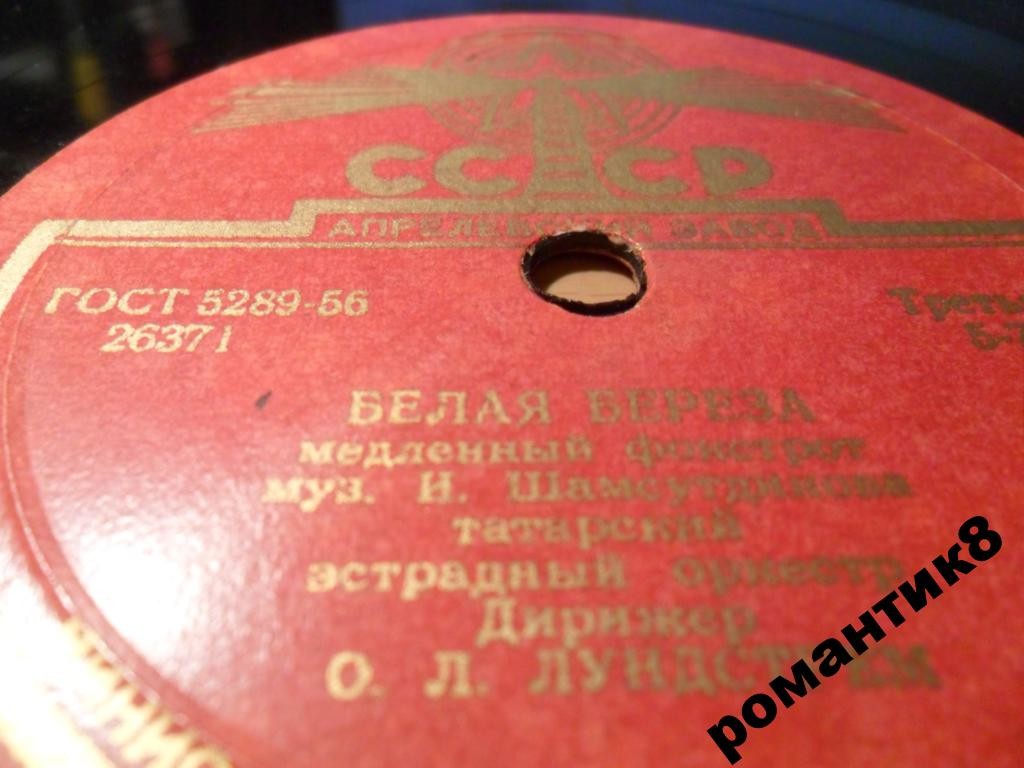 СССР
АПРЕЛЕВСКИЙ ЗАВОД
ГОСТ 5289-56
26371
БЕЛАЯ БЕРЕЗА
медленный фокстрот
муз. И. Шамсутдинова
татарский
эстрадный оркестр
Дирижер
О. Л. ЛУНДСТРЕМ
романтик8